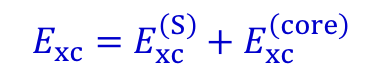 E_xc = E_xc^(S) + E_xc^(core)